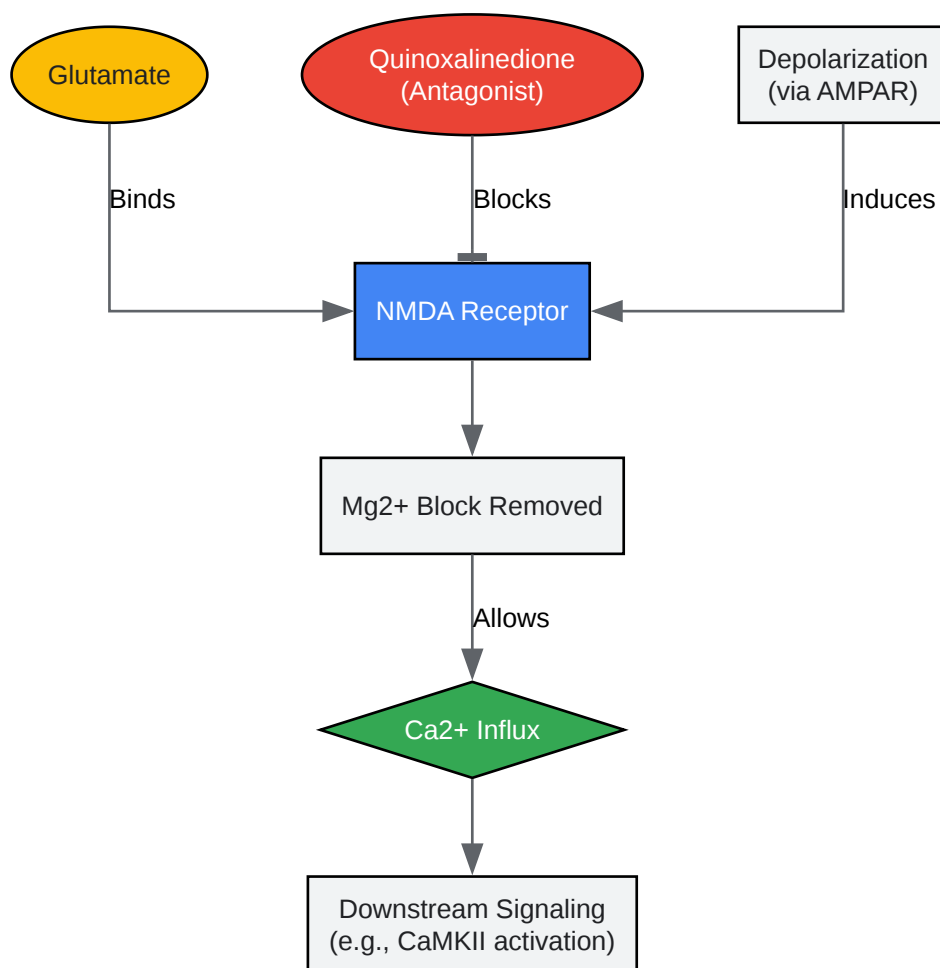 Glutamate
Quinoxalinedione
(Antagonist)
Depolarization
(via AMPAR)
Binds
Blocks
Induces
NMDA Receptor
Mg2+ Block Removed
Allows
Ca2+ Influx
Downstream Signaling
(e.g., CaMKII activation)